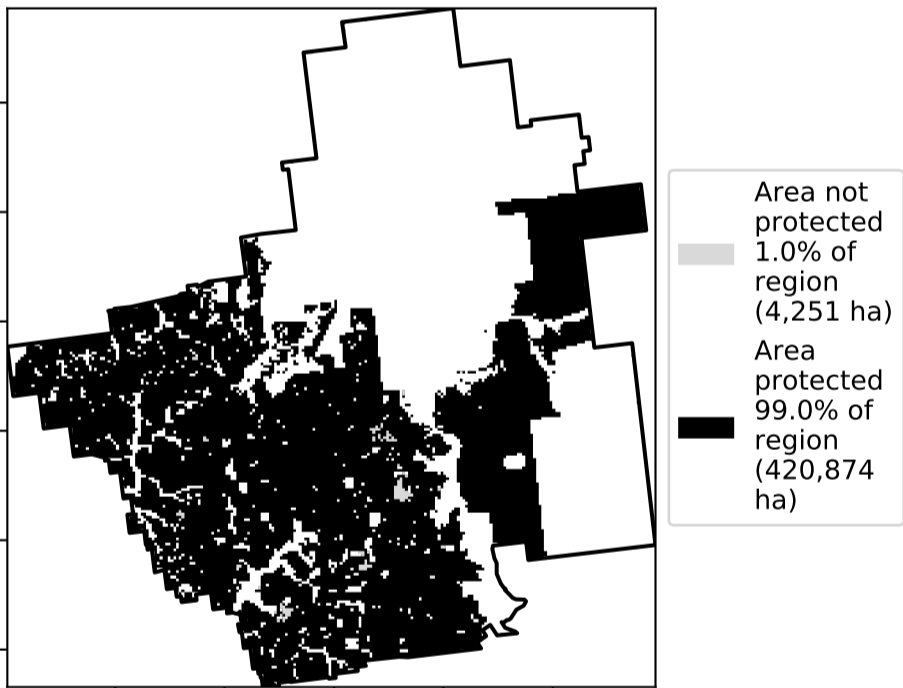 Area not
protected
1.0% of
region
(4,251 ha)
Area
protected
99.0% of
region
(420,874
ha)